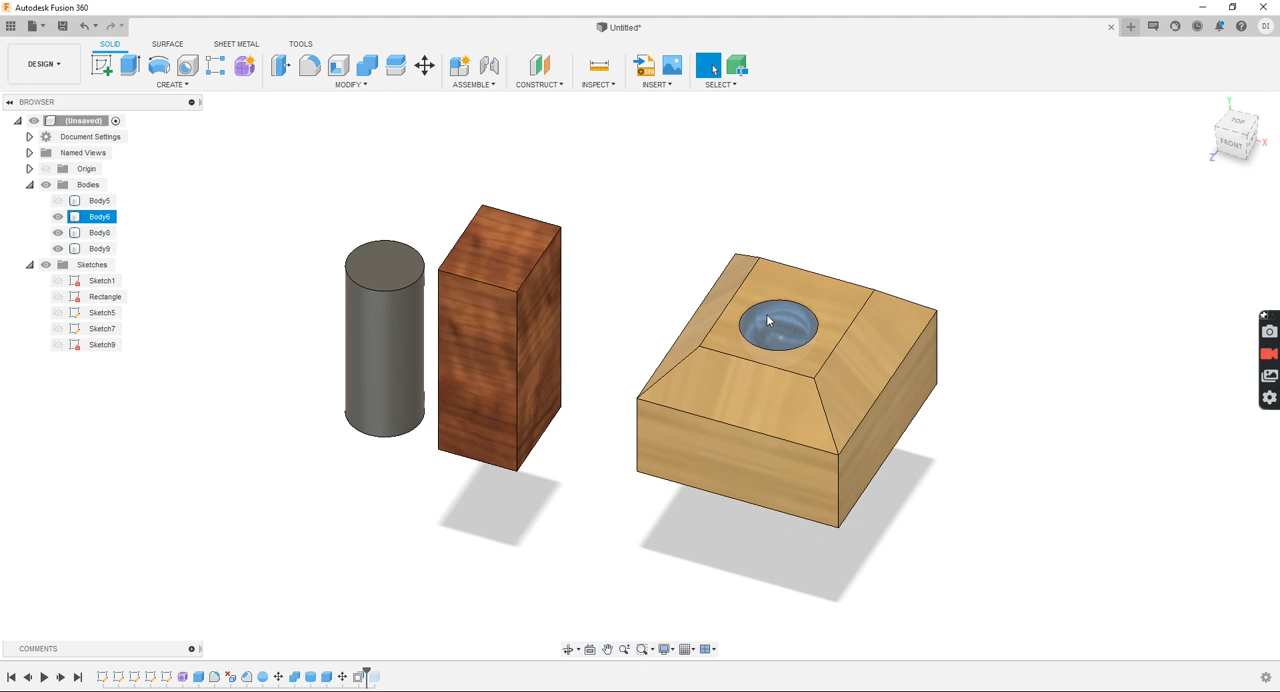 Autodesk Fusion 360
Untitled*
DI
SOLID SURFACE SHEET METAL TOOLS
DESIGN
CREATE MODIFY ASSEMBLE CONSTRUCT INSPECT INSERT SELECT
BROWSER
(Unsaved)
Document Settings
Named Views
Origin
Bodies
Body5
Body6
Body8
Body9
Sketches
Sketch1
Rectangle
Sketch5
Sketch7
Sketch9
Y
TOP
FRONT
X
Z
COMMENTS